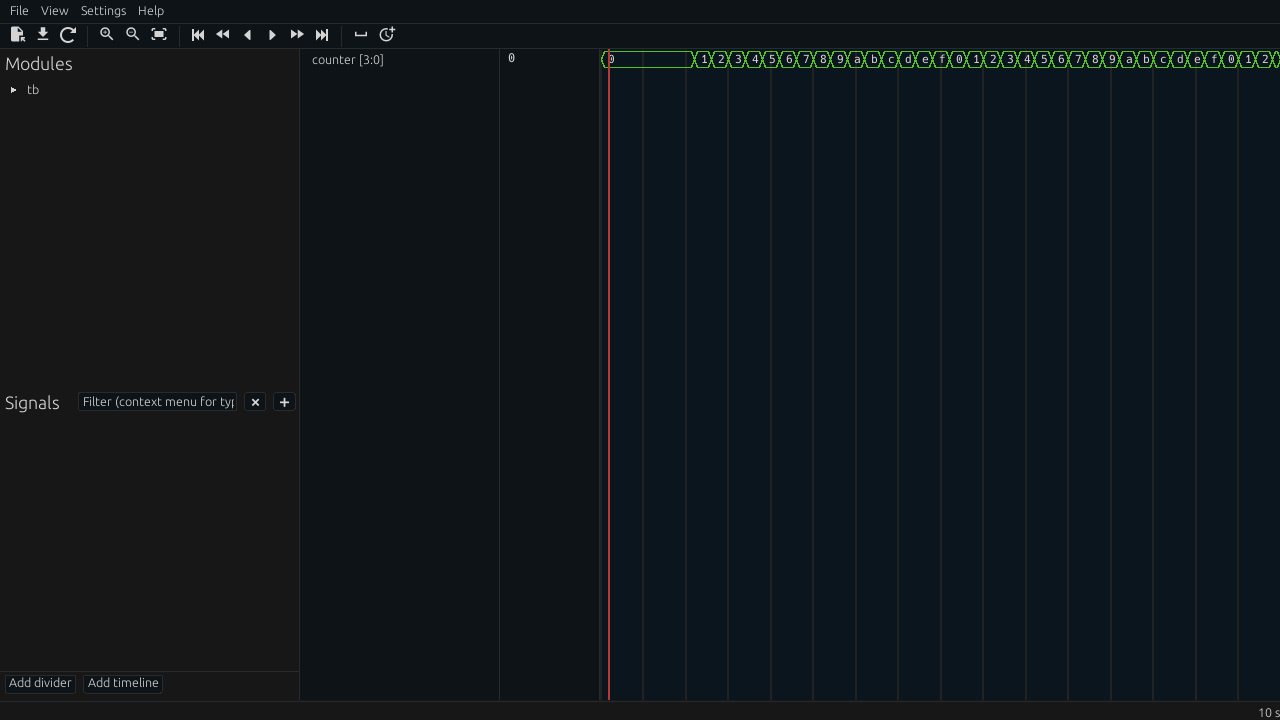 File View Settings Help
Modules
counter [3:0]
0
0 1 2 3 4 5 6 7 8 9 a b c d e f 0 1 2 3 4 5 6 7 8 9 a b c d e f 0 1 2
tb
Signals
Filter (context menu for typ
Add divider
Add timeline
10 s